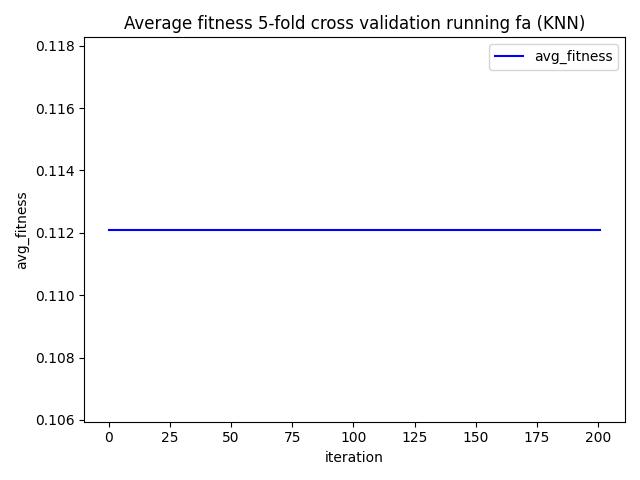 Average fitness 5-fold cross validation running fa (KNN)
avg_fitness
0.118
0.116
0.114
0.112
0.110
0.108
0.106
avg_fitness
0 25 50 75 100 125 150 175 200
iteration